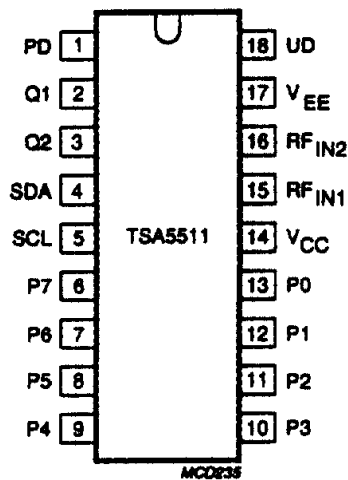 PD 1 18 UD
Q1 2 17 VEE
Q2 3 16 RFIN2
SDA 4 15 RFIN1
SCL 5 TSA5511 14 VCC
P7 6 13 P0
P6 7 12 P1
P5 8 11 P2
P4 9 10 P3
MCD235